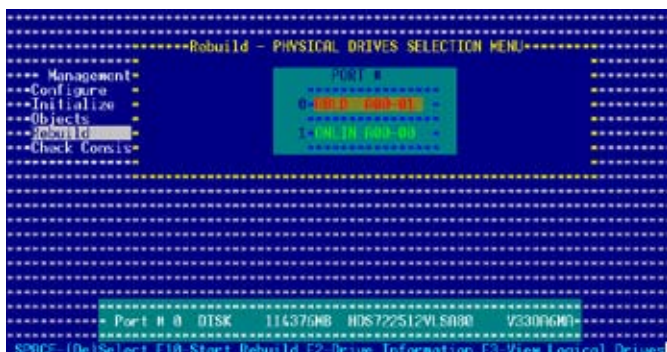 Rebuild - PHYSICAL DRIVES SELECTION MENU
Management
Configure
Initialize
Objects
Rebuild
Check Consis
PORT #
0 RBLD A00-01
1 ONLIN A00-00
Port # 0 DISK 114376MB HDS722512VLSA80 V33OA6MA
SPACE-(De)Select F10-Start Rebuild F2-Drive Information F3-View Logical Drives